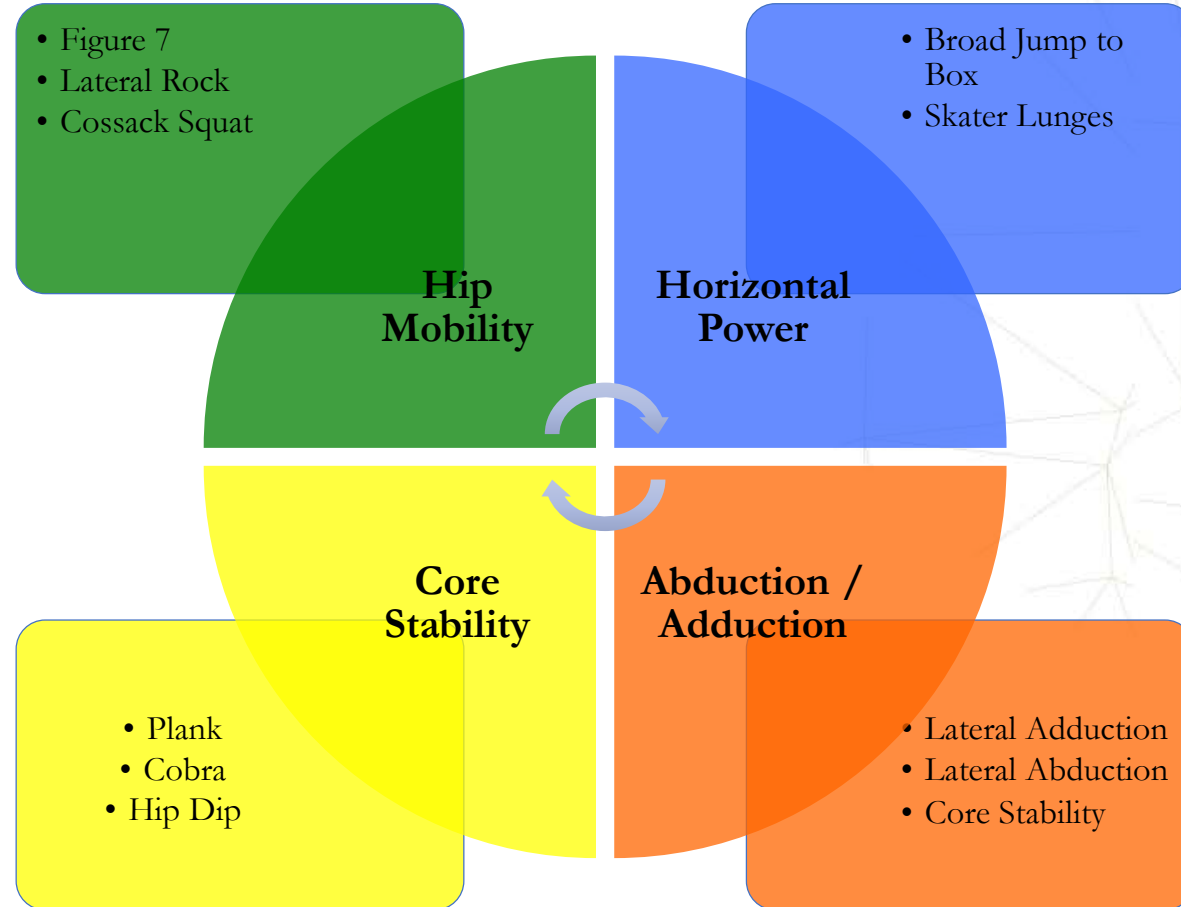 • Figure 7
• Lateral Rock
• Cossack Squat
• Broad Jump to
Box
• Skater Lunges
Hip
Mobility
Horizontal
Power
Core
Stability
Abduction /
Adduction
• Plank
• Cobra
• Hip Dip
• Lateral Adduction
• Lateral Abduction
• Core Stability